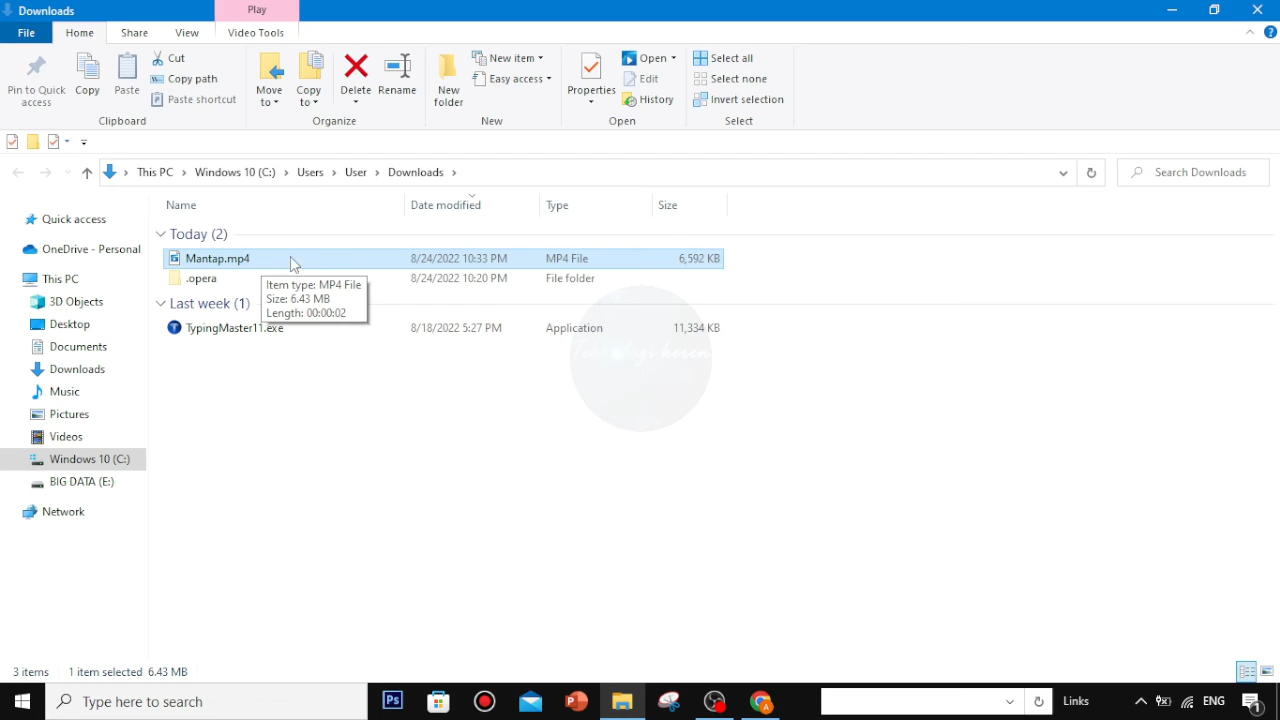 Downloads
Play
File
Home
Share
View
Video Tools
Pin to Quick access
Copy
Paste
Cut
Copy path
Paste shortcut
Clipboard
Move to
Copy to
Delete
Rename
Organize
New folder
New item
Easy access
New
Properties
Open
Edit
History
Open
Select all
Select none
Invert selection
Select
This PC > Windows 10 (C:) > Users > User > Downloads >
Search Downloads
Quick access
OneDrive - Personal
This PC
3D Objects
Desktop
Documents
Downloads
Music
Pictures
Videos
Windows 10 (C:)
BIG DATA (E:)
Network
Name Date modified Type Size
Today (2)
Mantap.mp4 8/24/2022 10:33 PM MP4 File 6,592 KB
.opera 8/24/2022 10:20 PM File folder
Item type: MP4 File
Size: 6.43 MB
Length: 00:00:02
Last week (1)
TypingMaster11.exe 8/18/2022 5:27 PM Application 11,334 KB
Teknologi keren
3 items 1 item selected 6.43 MB
Type here to search
Ps
Links
ENG
1